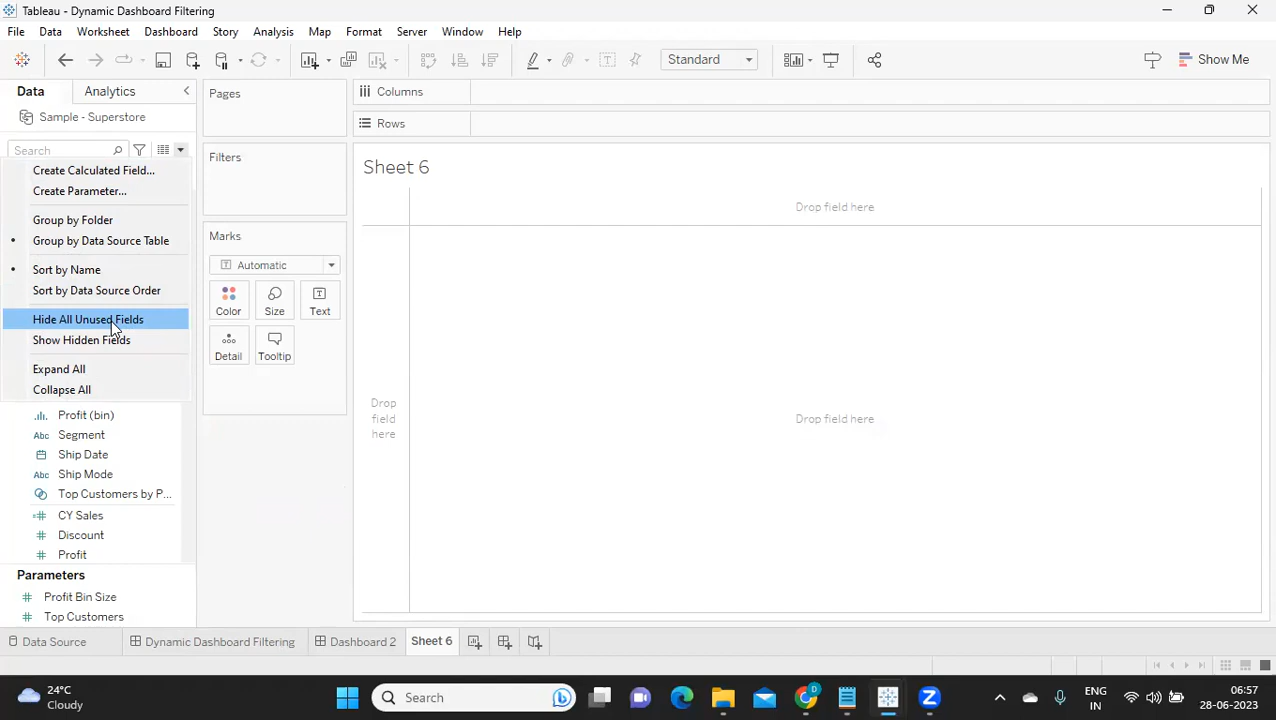 Tableau - Dynamic Dashboard Filtering
File Data Worksheet Dashboard Story Analysis Map Format Server Window Help
Standard
Show Me
Data Analytics
Sample - Superstore
Search
Create Calculated Field...
Create Parameter...
Group by Folder
Group by Data Source Table
Sort by Name
Sort by Data Source Order
Hide All Unused Fields
Show Hidden Fields
Expand All
Collapse All
Profit (bin)
Abc Segment
Ship Date
Abc Ship Mode
Top Customers by P...
CY Sales
Discount
Profit
Parameters
Profit Bin Size
Top Customers
Pages
Filters
Marks
Automatic
Color Size Text
Detail Tooltip
Columns
Rows
Sheet 6
Drop field here
Drop
field
here
Drop field here
Data Source Dynamic Dashboard Filtering Dashboard 2 Sheet 6
24°C
Cloudy
Search
ENG
IN
06:57
28-06-2023